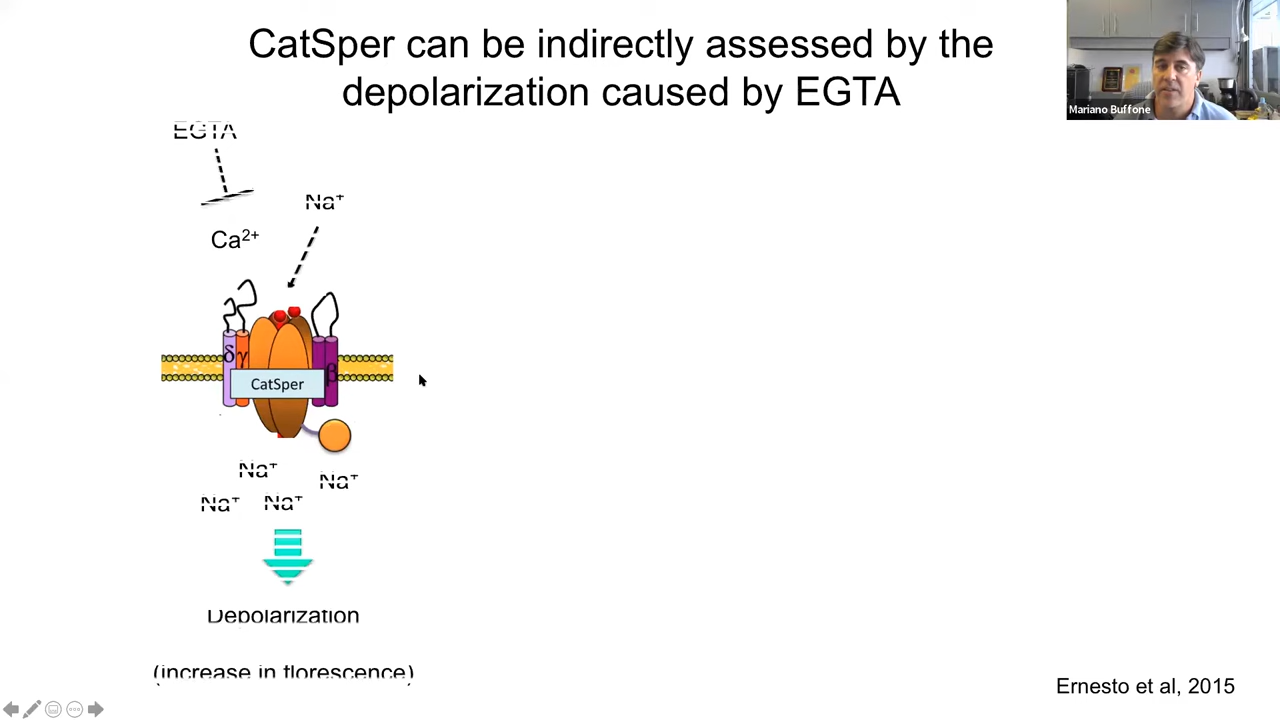 CatSper can be indirectly assessed by the
depolarization caused by EGTA
Mariano Buffone
EGTA
Na⁺
Ca²⁺
δ γ
β
CatSper
Na⁺
Na⁺
Na⁺ Na⁺
Depolarization
(increase in florescence)
Ernesto et al, 2015